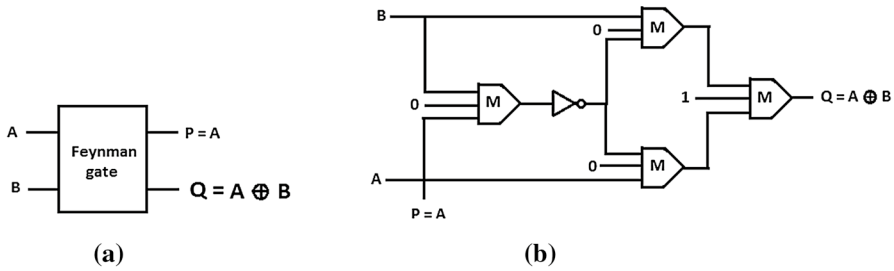 A
B
Feynman
gate
P = A
Q = A ⊕ B
(a)
B
0
M
0
M
1
M
Q = A ⊕ B
0
M
A
P = A
(b)